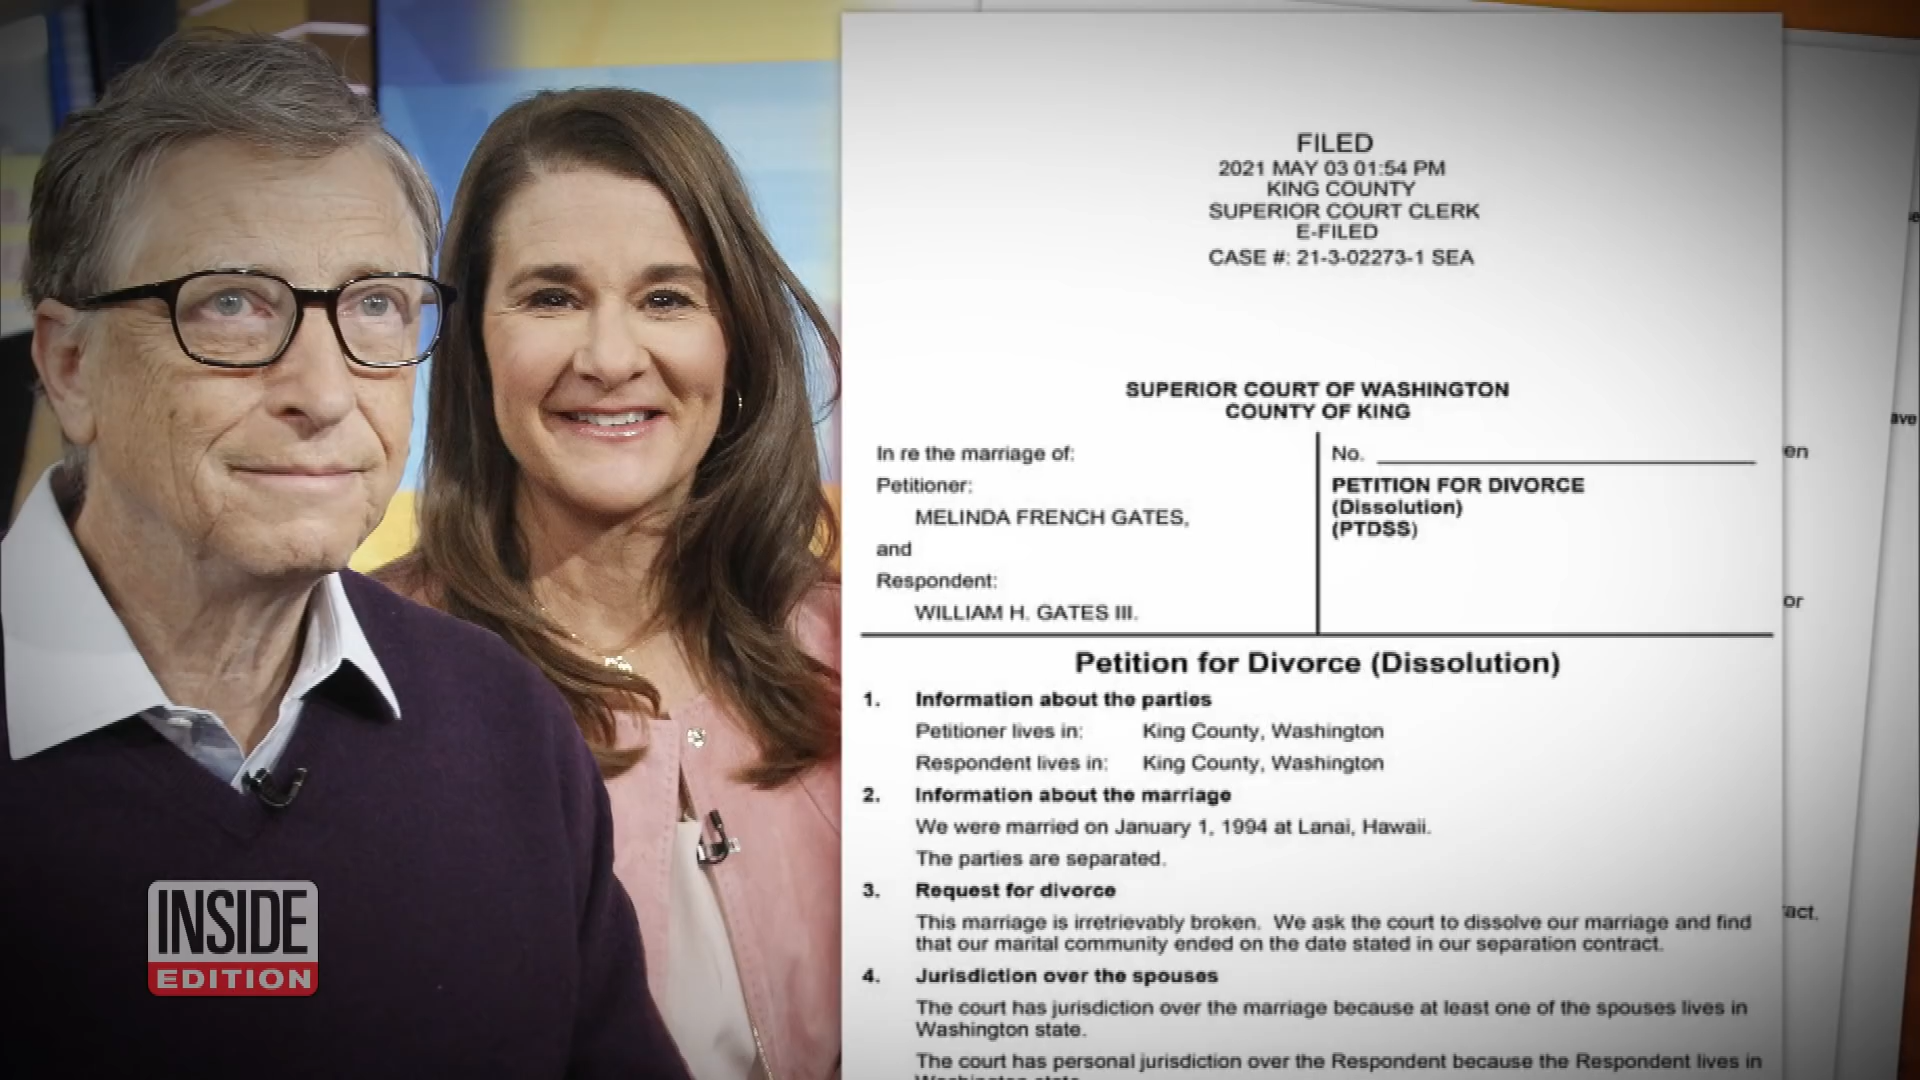 FILED
2021 MAY 03 01:54 PM
KING COUNTY
SUPERIOR COURT CLERK
E-FILED
CASE #: 21-3-02273-1 SEA
SUPERIOR COURT OF WASHINGTON
COUNTY OF KING
In re the marriage of:
Petitioner:
MELINDA FRENCH GATES,
and
Respondent:
WILLIAM H. GATES III.
No.
PETITION FOR DIVORCE
(Dissolution)
(PTDSS)
Petition for Divorce (Dissolution)
1. Information about the parties
Petitioner lives in: King County, Washington
Respondent lives in: King County, Washington
2. Information about the marriage
We were married on January 1, 1994 at Lanai, Hawaii.
The parties are separated.
3. Request for divorce
This marriage is irretrievably broken. We ask the court to dissolve our marriage and find
that our marital community ended on the date stated in our separation contract.
4. Jurisdiction over the spouses
The court has jurisdiction over the marriage because at least one of the spouses lives in
Washington state.
The court has personal jurisdiction over the Respondent because the Respondent lives in
INSIDE
EDITION